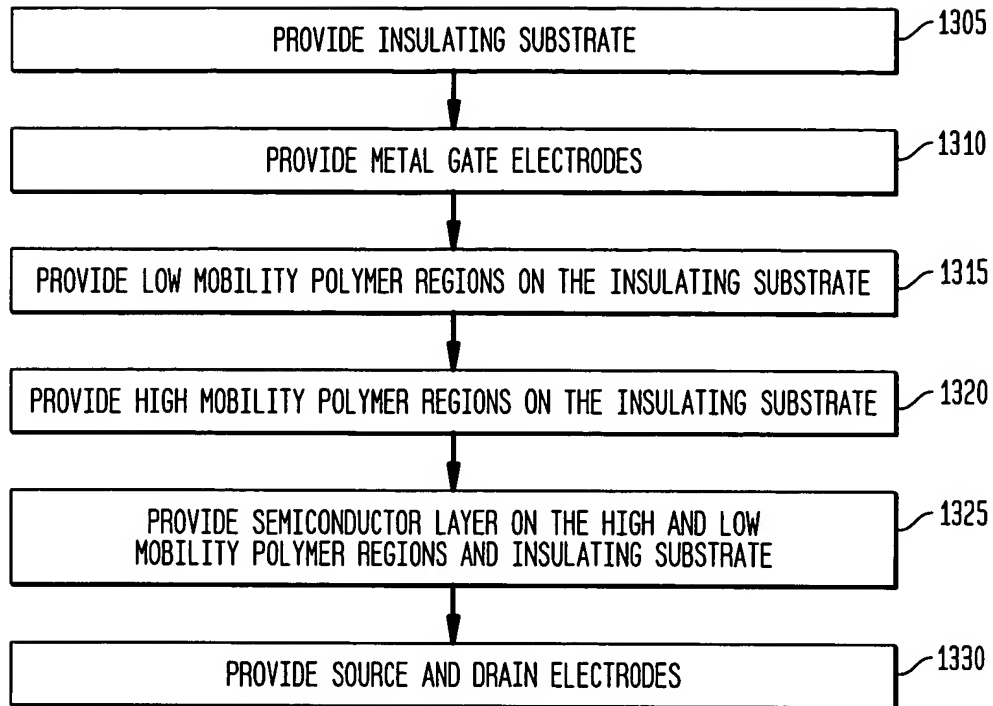 PROVIDE INSULATING SUBSTRATE
1305
PROVIDE METAL GATE ELECTRODES
1310
PROVIDE LOW MOBILITY POLYMER REGIONS ON THE INSULATING SUBSTRATE
1315
PROVIDE HIGH MOBILITY POLYMER REGIONS ON THE INSULATING SUBSTRATE
1320
PROVIDE SEMICONDUCTOR LAYER ON THE HIGH AND LOW
MOBILITY POLYMER REGIONS AND INSULATING SUBSTRATE
1325
PROVIDE SOURCE AND DRAIN ELECTRODES
1330